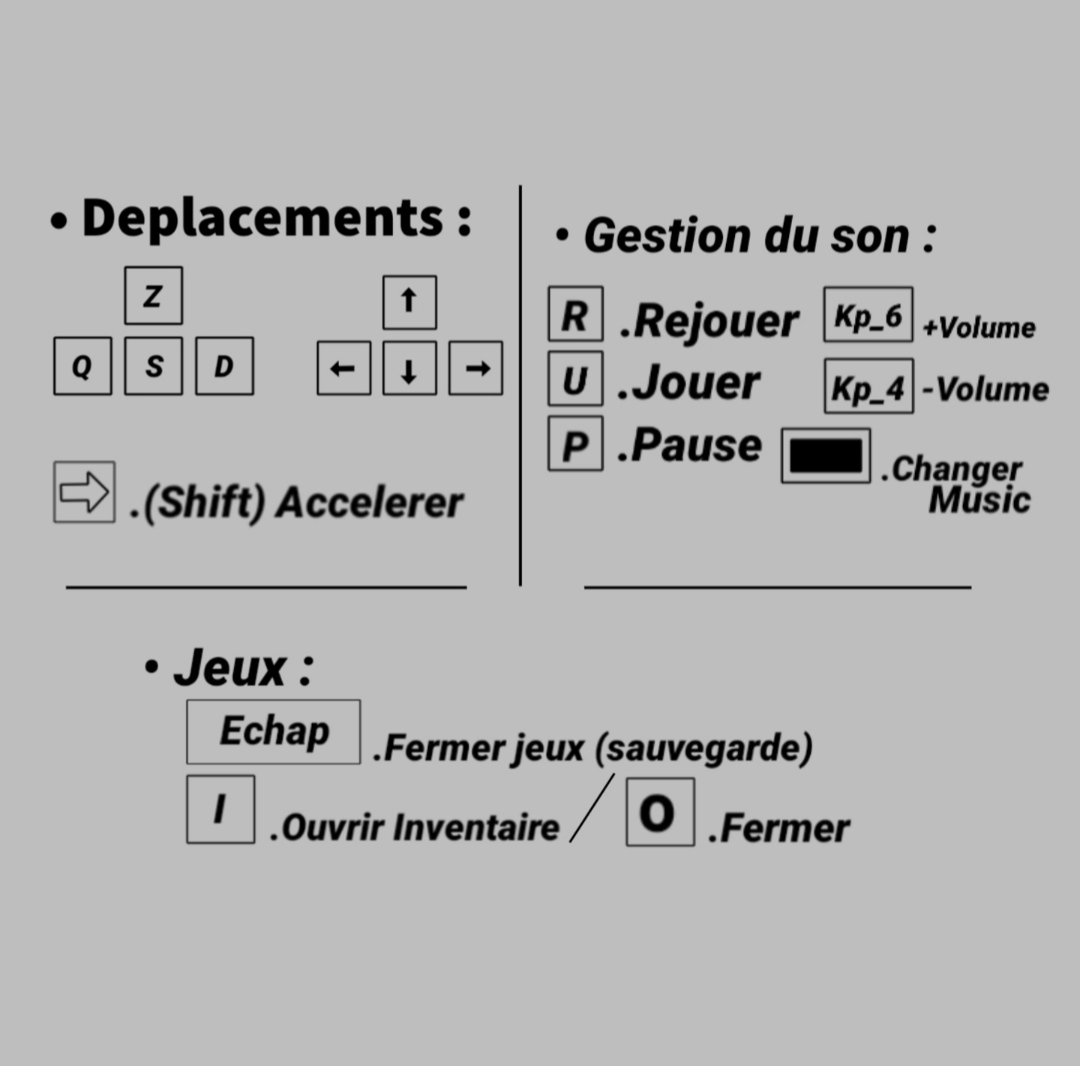 • Deplacements :
Z
Q S D
↑
← ↓ →
.(Shift) Accelerer
• Gestion du son :
R .Rejouer Kp_6 +Volume
U .Jouer Kp_4 -Volume
P .Pause .Changer
Music
• Jeux :
Echap .Fermer jeux (sauvegarde)
I .Ouvrir Inventaire / O .Fermer